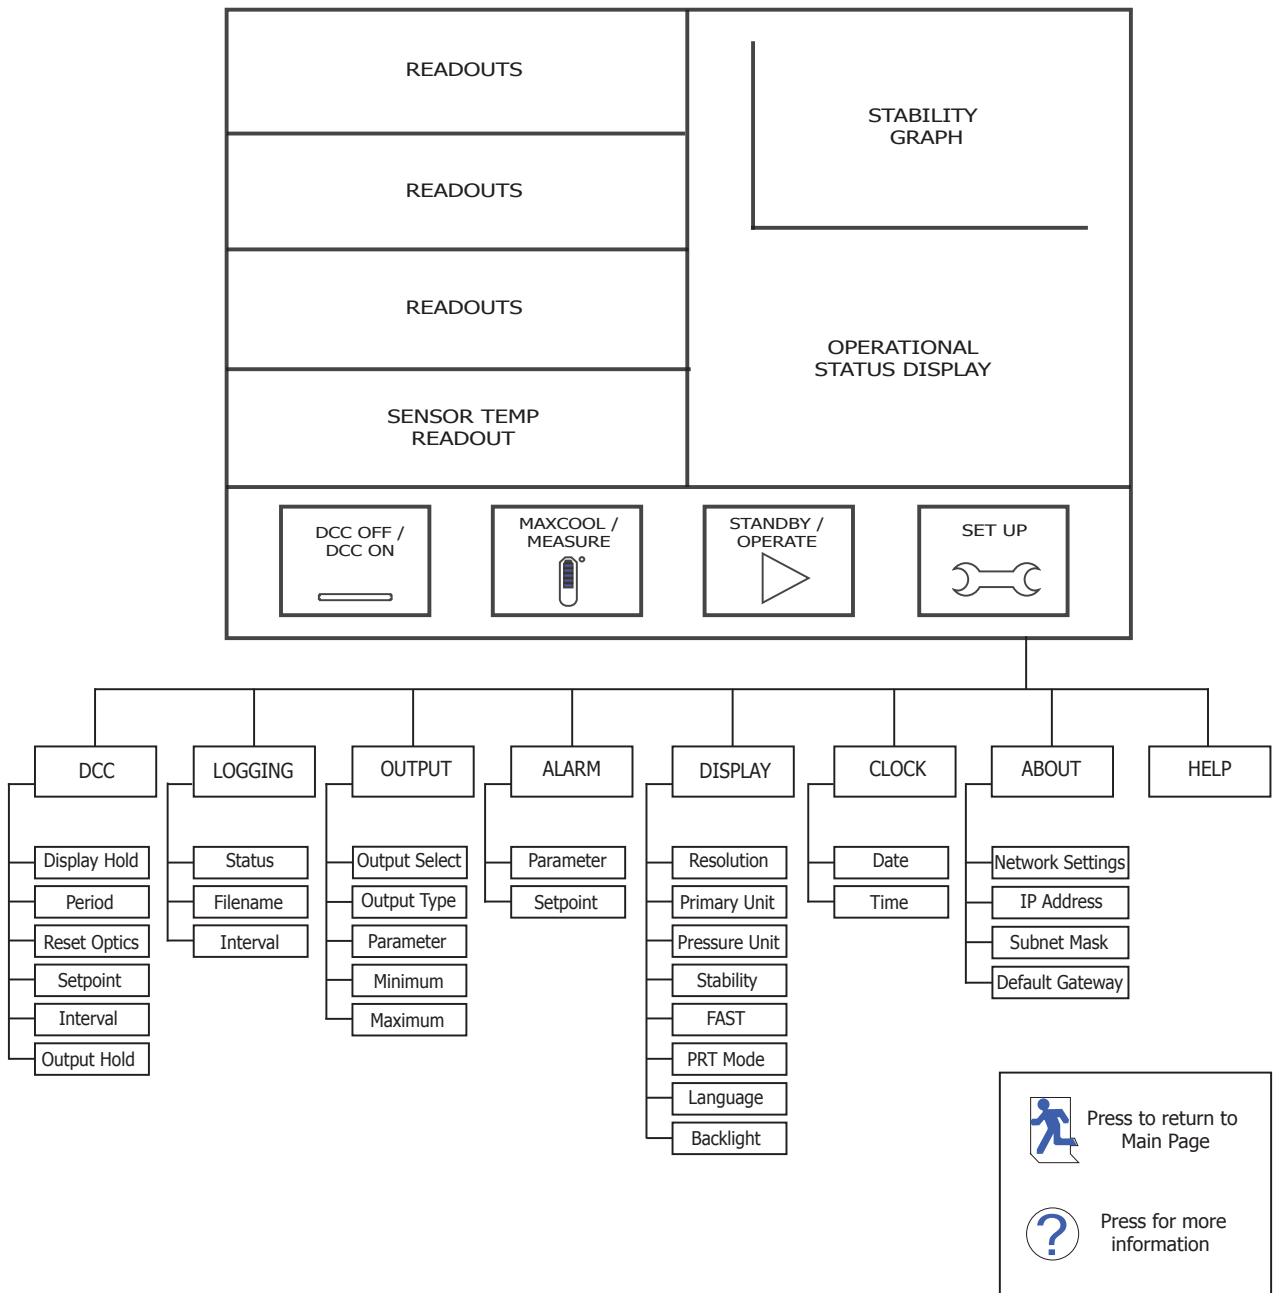 READOUTS
READOUTS
READOUTS
SENSOR TEMP
READOUT
STABILITY
GRAPH
OPERATIONAL
STATUS DISPLAY
DCC OFF /
DCC ON
MAXCOOL /
MEASURE
STANDBY /
OPERATE
SET UP
DCC
Display Hold
Period
Reset Optics
Setpoint
Interval
Output Hold
LOGGING
Status
Filename
Interval
OUTPUT
Output Select
Output Type
Parameter
Minimum
Maximum
ALARM
Parameter
Setpoint
DISPLAY
Resolution
Primary Unit
Pressure Unit
Stability
FAST
PRT Mode
Language
Backlight
CLOCK
Date
Time
ABOUT
Network Settings
IP Address
Subnet Mask
Default Gateway
HELP
Press to return to
Main Page
?
Press for more
information